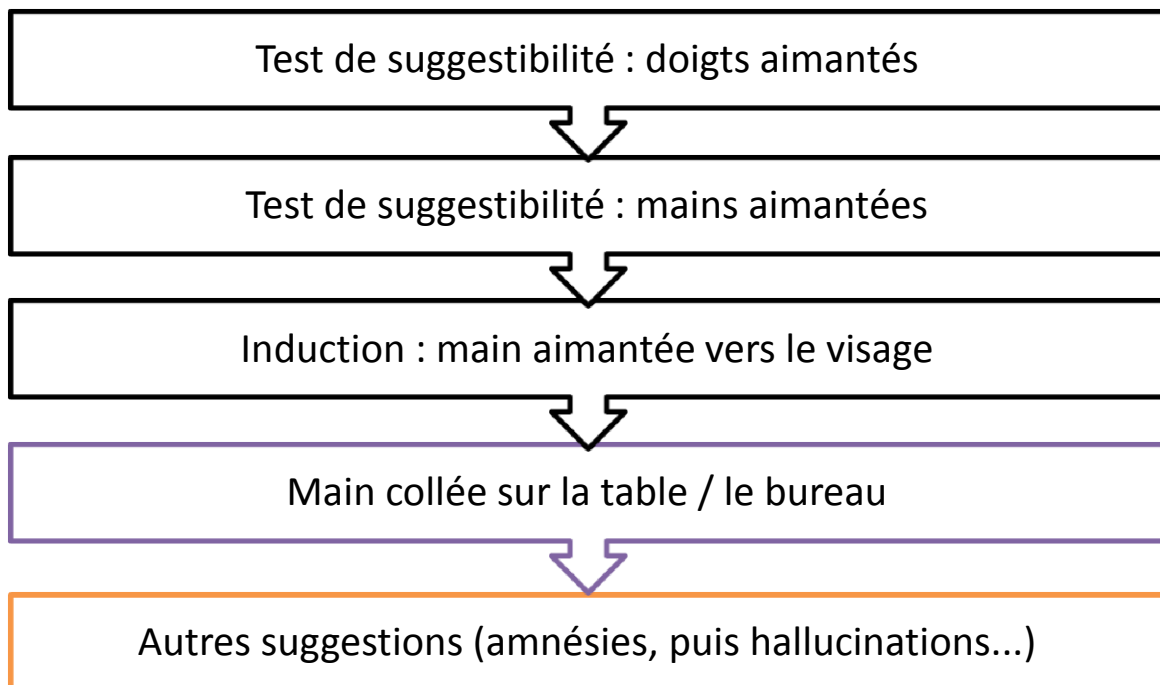 Test de suggestibilité : doigts aimantés
Test de suggestibilité : mains aimantées
Induction : main aimantée vers le visage
Main collée sur la table / le bureau
Autres suggestions (amnésies, puis hallucinations...)